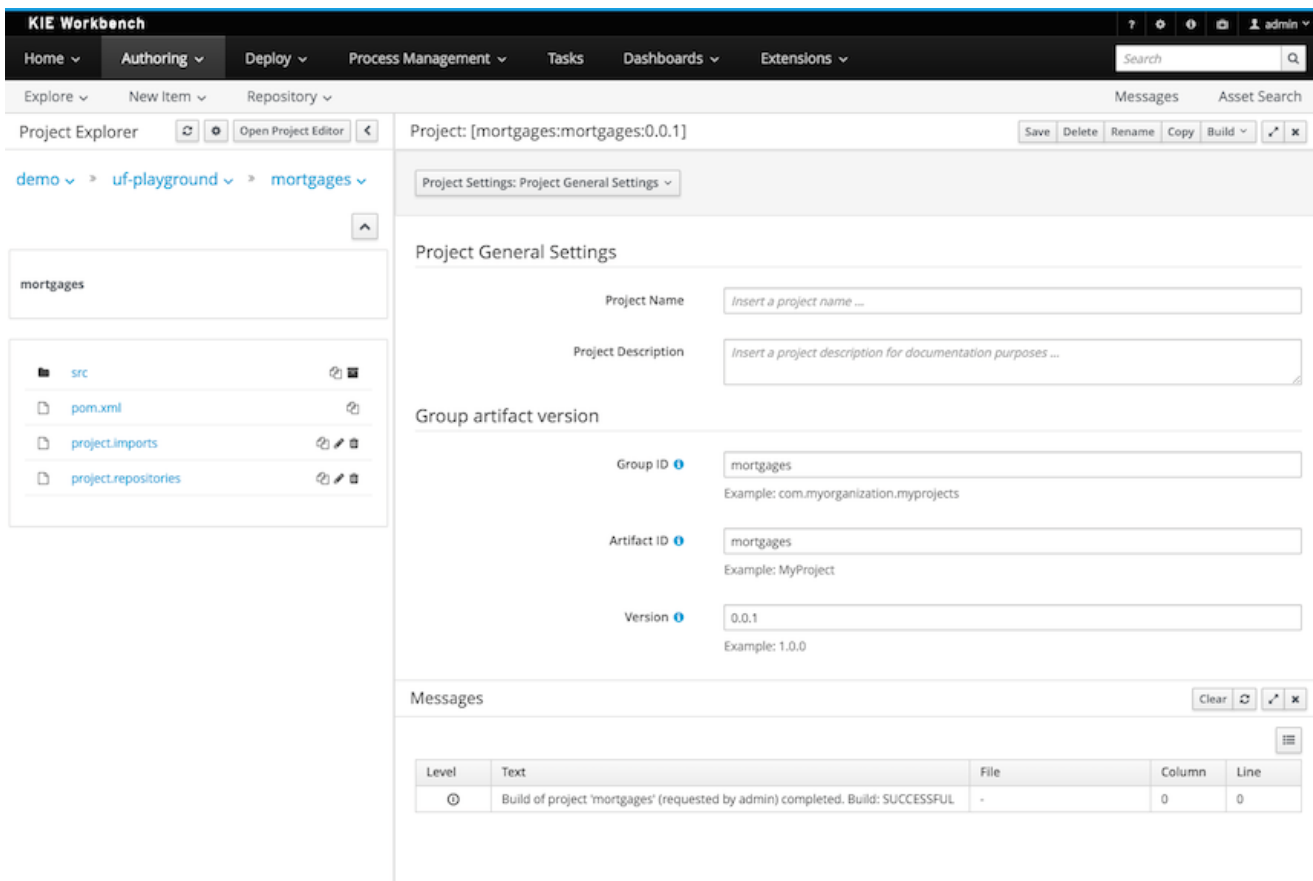 KIE Workbench
? admin
Home Authoring Deploy Process Management Tasks Dashboards Extensions Search
Explore New Item Repository Messages Asset Search
Project Explorer Open Project Editor
Project: [mortgages:mortgages:0.0.1] Save Delete Rename Copy Build
demo » uf-playground » mortgages
Project Settings: Project General Settings
mortgages
src
pom.xml
project.imports
project.repositories
Project General Settings
Project Name Insert a project name ...
Project Description Insert a project description for documentation purposes ...
Group artifact version
Group ID mortgages
Example: com.myorganization.myprojects
Artifact ID mortgages
Example: MyProject
Version 0.0.1
Example: 1.0.0
Messages Clear
Level Text File Column Line
Build of project 'mortgages' (requested by admin) completed. Build: SUCCESSFUL - 0 0